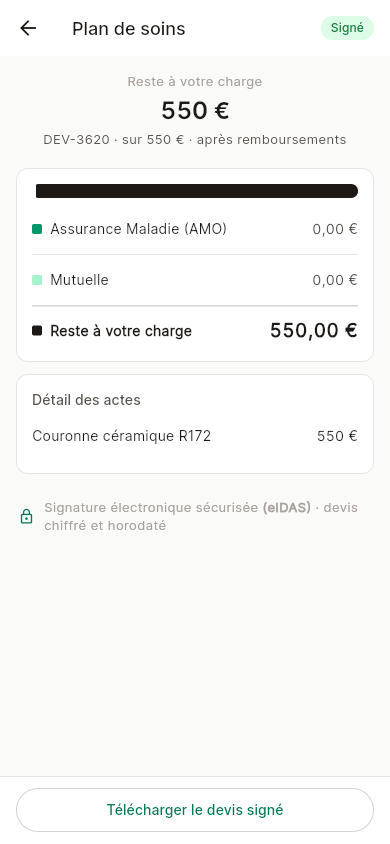 Plan de soins
Signé
Reste à votre charge
550 €
DEV-3620 · sur 550 € · après remboursements
Assurance Maladie (AMO) 0,00 €
Mutuelle 0,00 €
Reste à votre charge 550,00 €
Détail des actes
Couronne céramique R172 550 €
Signature électronique sécurisée (eIDAS) · devis
chiffré et horodaté
Télécharger le devis signé